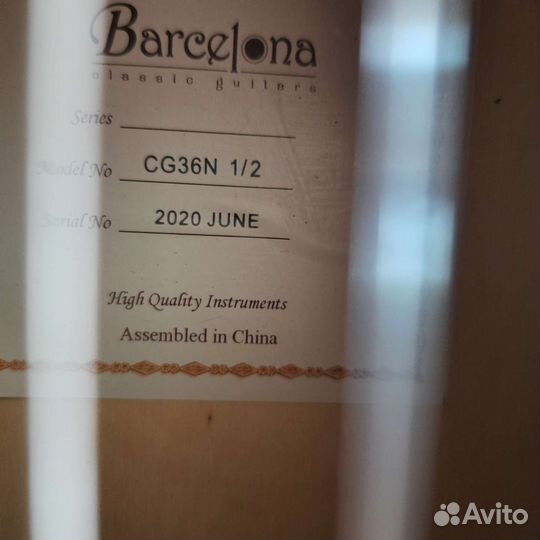 Barcelona
classic guitars
Series
Model No CG36N 1/2
Serial No 2020 JUNE
High Quality Instruments
Assembled in China
Avito